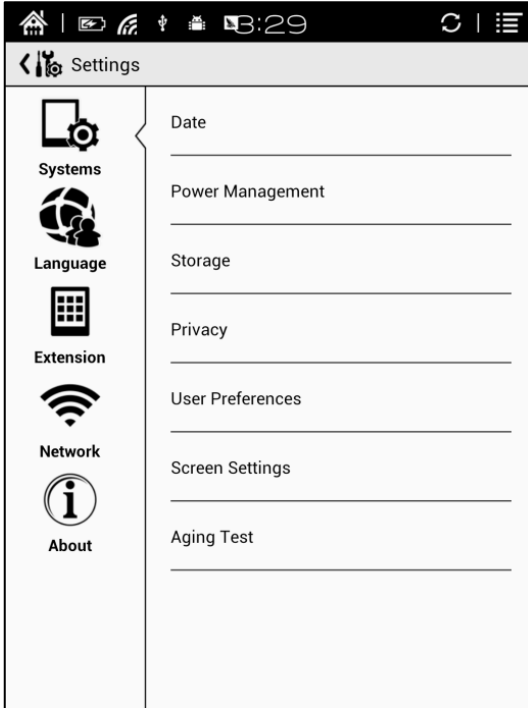 3:29
Settings
Systems
Language
Extension
Network
About
Date
Power Management
Storage
Privacy
User Preferences
Screen Settings
Aging Test